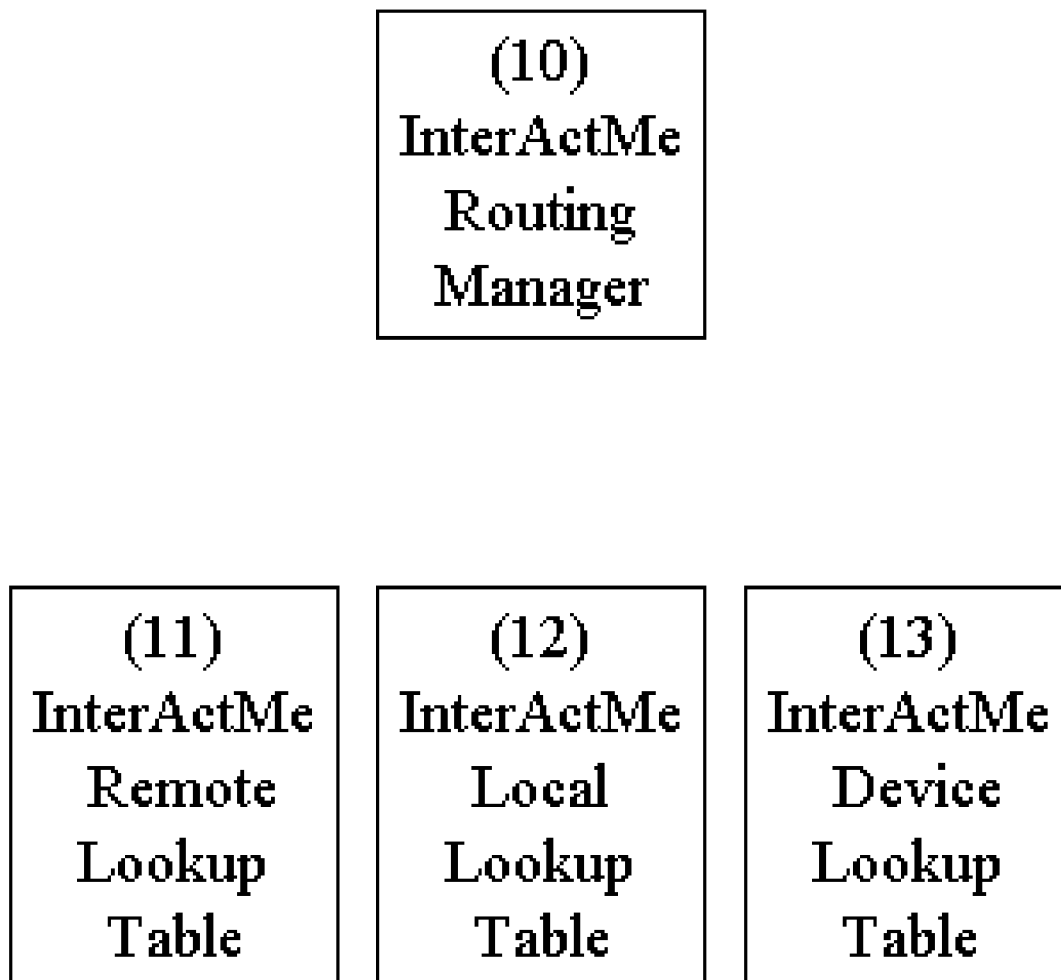 (10)
InterActMe
Routing
Manager
(11)
InterActMe
Remote
Lookup
Table
(12)
InterActMe
Local
Lookup
Table
(13)
InterActMe
Device
Lookup
Table